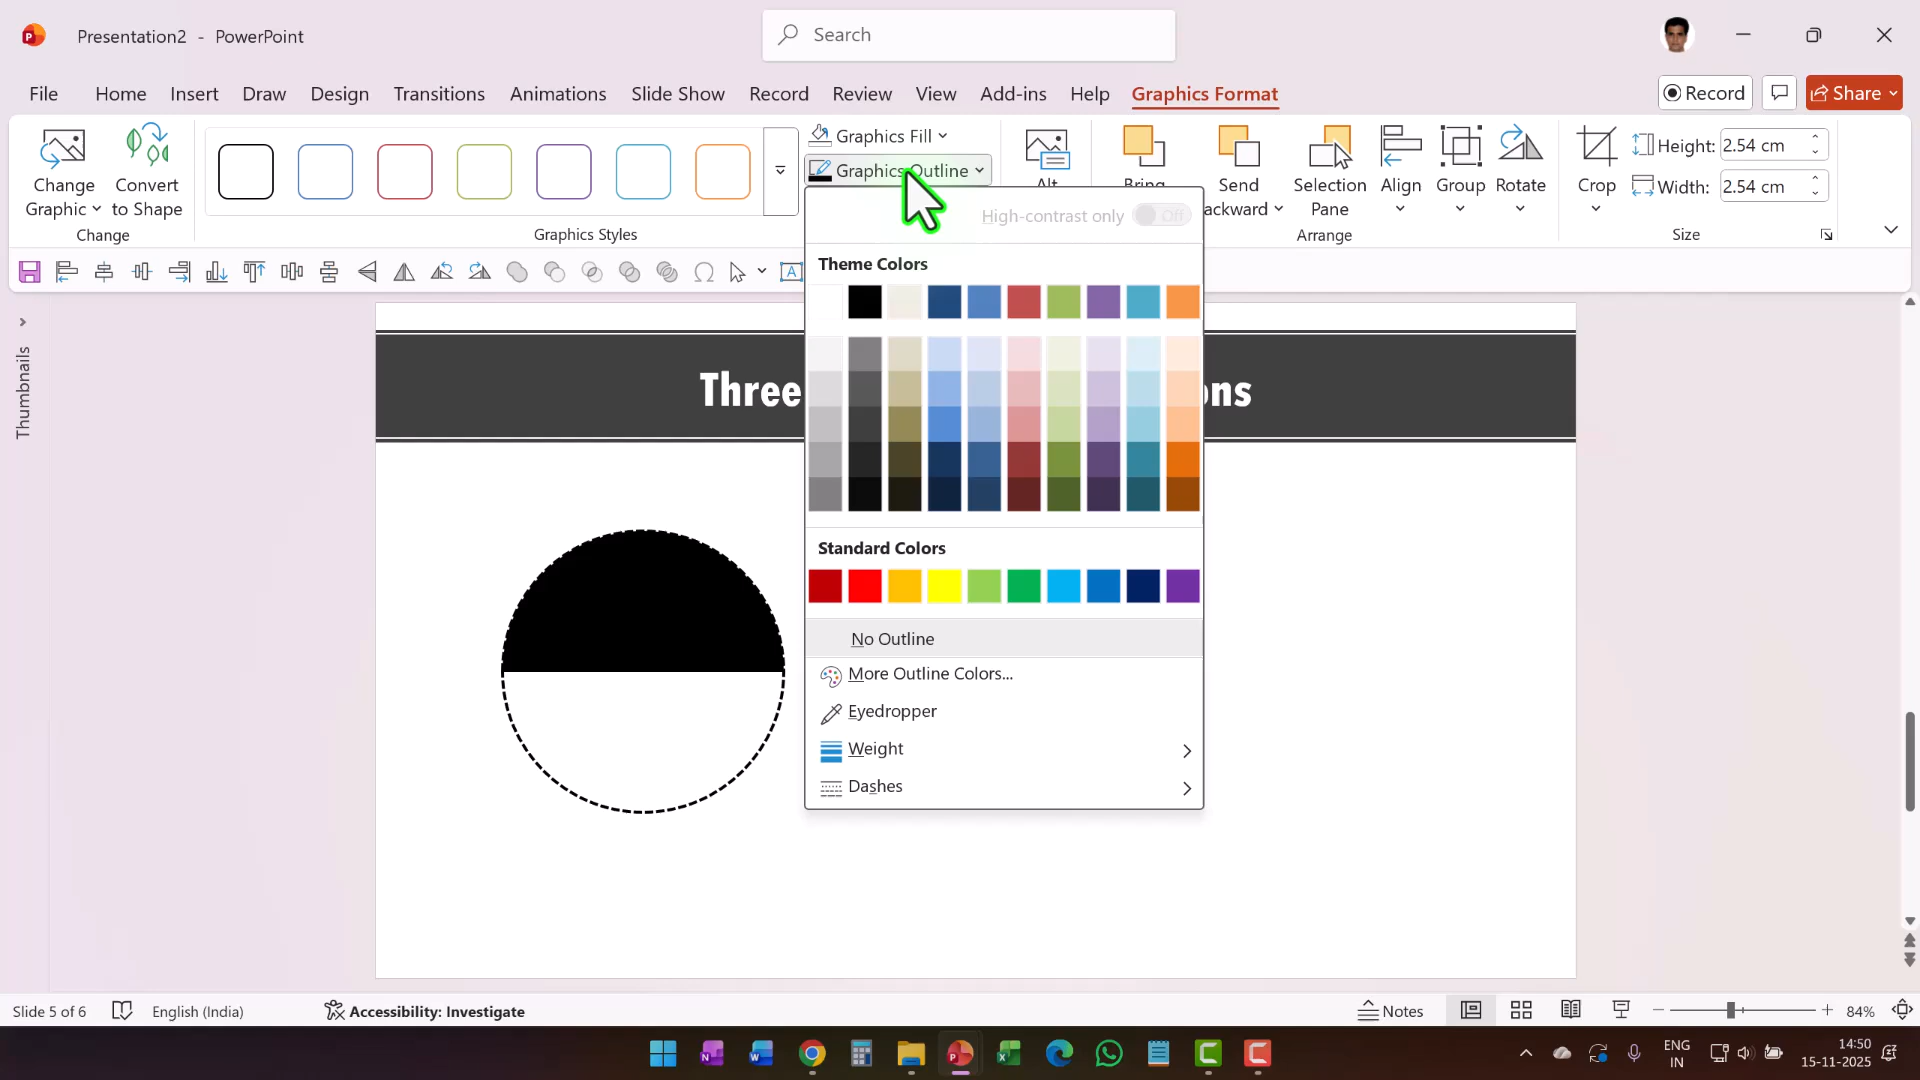 Presentation2 - PowerPoint
Search
File Home Insert Draw Design Transitions Animations Slide Show Record Review View Add-ins Help Graphics Format
Record
Share
Change
Graphic
Convert
to Shape
Change
Graphics Styles
Graphics Fill
Graphics Outline
Alt
Bring
Send
ackward
Selection
Pane
Align
Group
Rotate
Arrange
Crop
Height: 2.54 cm
Width: 2.54 cm
Size
High-contrast only Off
Theme Colors
Standard Colors
No Outline
More Outline Colors...
Eyedropper
Weight
Dashes
Thumbnails
Three
ons
Slide 5 of 6
English (India)
Accessibility: Investigate
Notes
84%
ENG
IN
14:50
15-11-2025